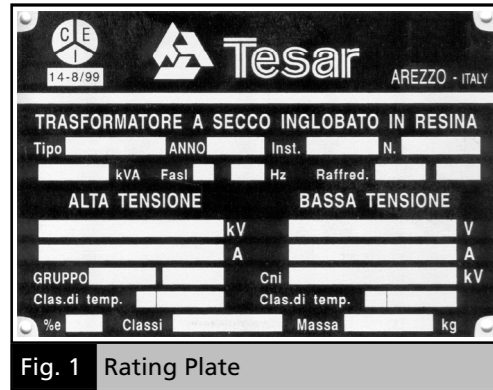 C E
I
14-8/99
Tesar
AREZZO - ITALY
TRASFORMATORE A SECCO INGLOBATO IN RESINA
Tipo ANNO Inst. N.
kVA Fasi Hz Raffred.
ALTA TENSIONE BASSA TENSIONE
kV V
A A
GRUPPO Cni kV
Clas.di temp. Clas.di temp.
%e Classi Massa kg
Fig. 1 Rating Plate